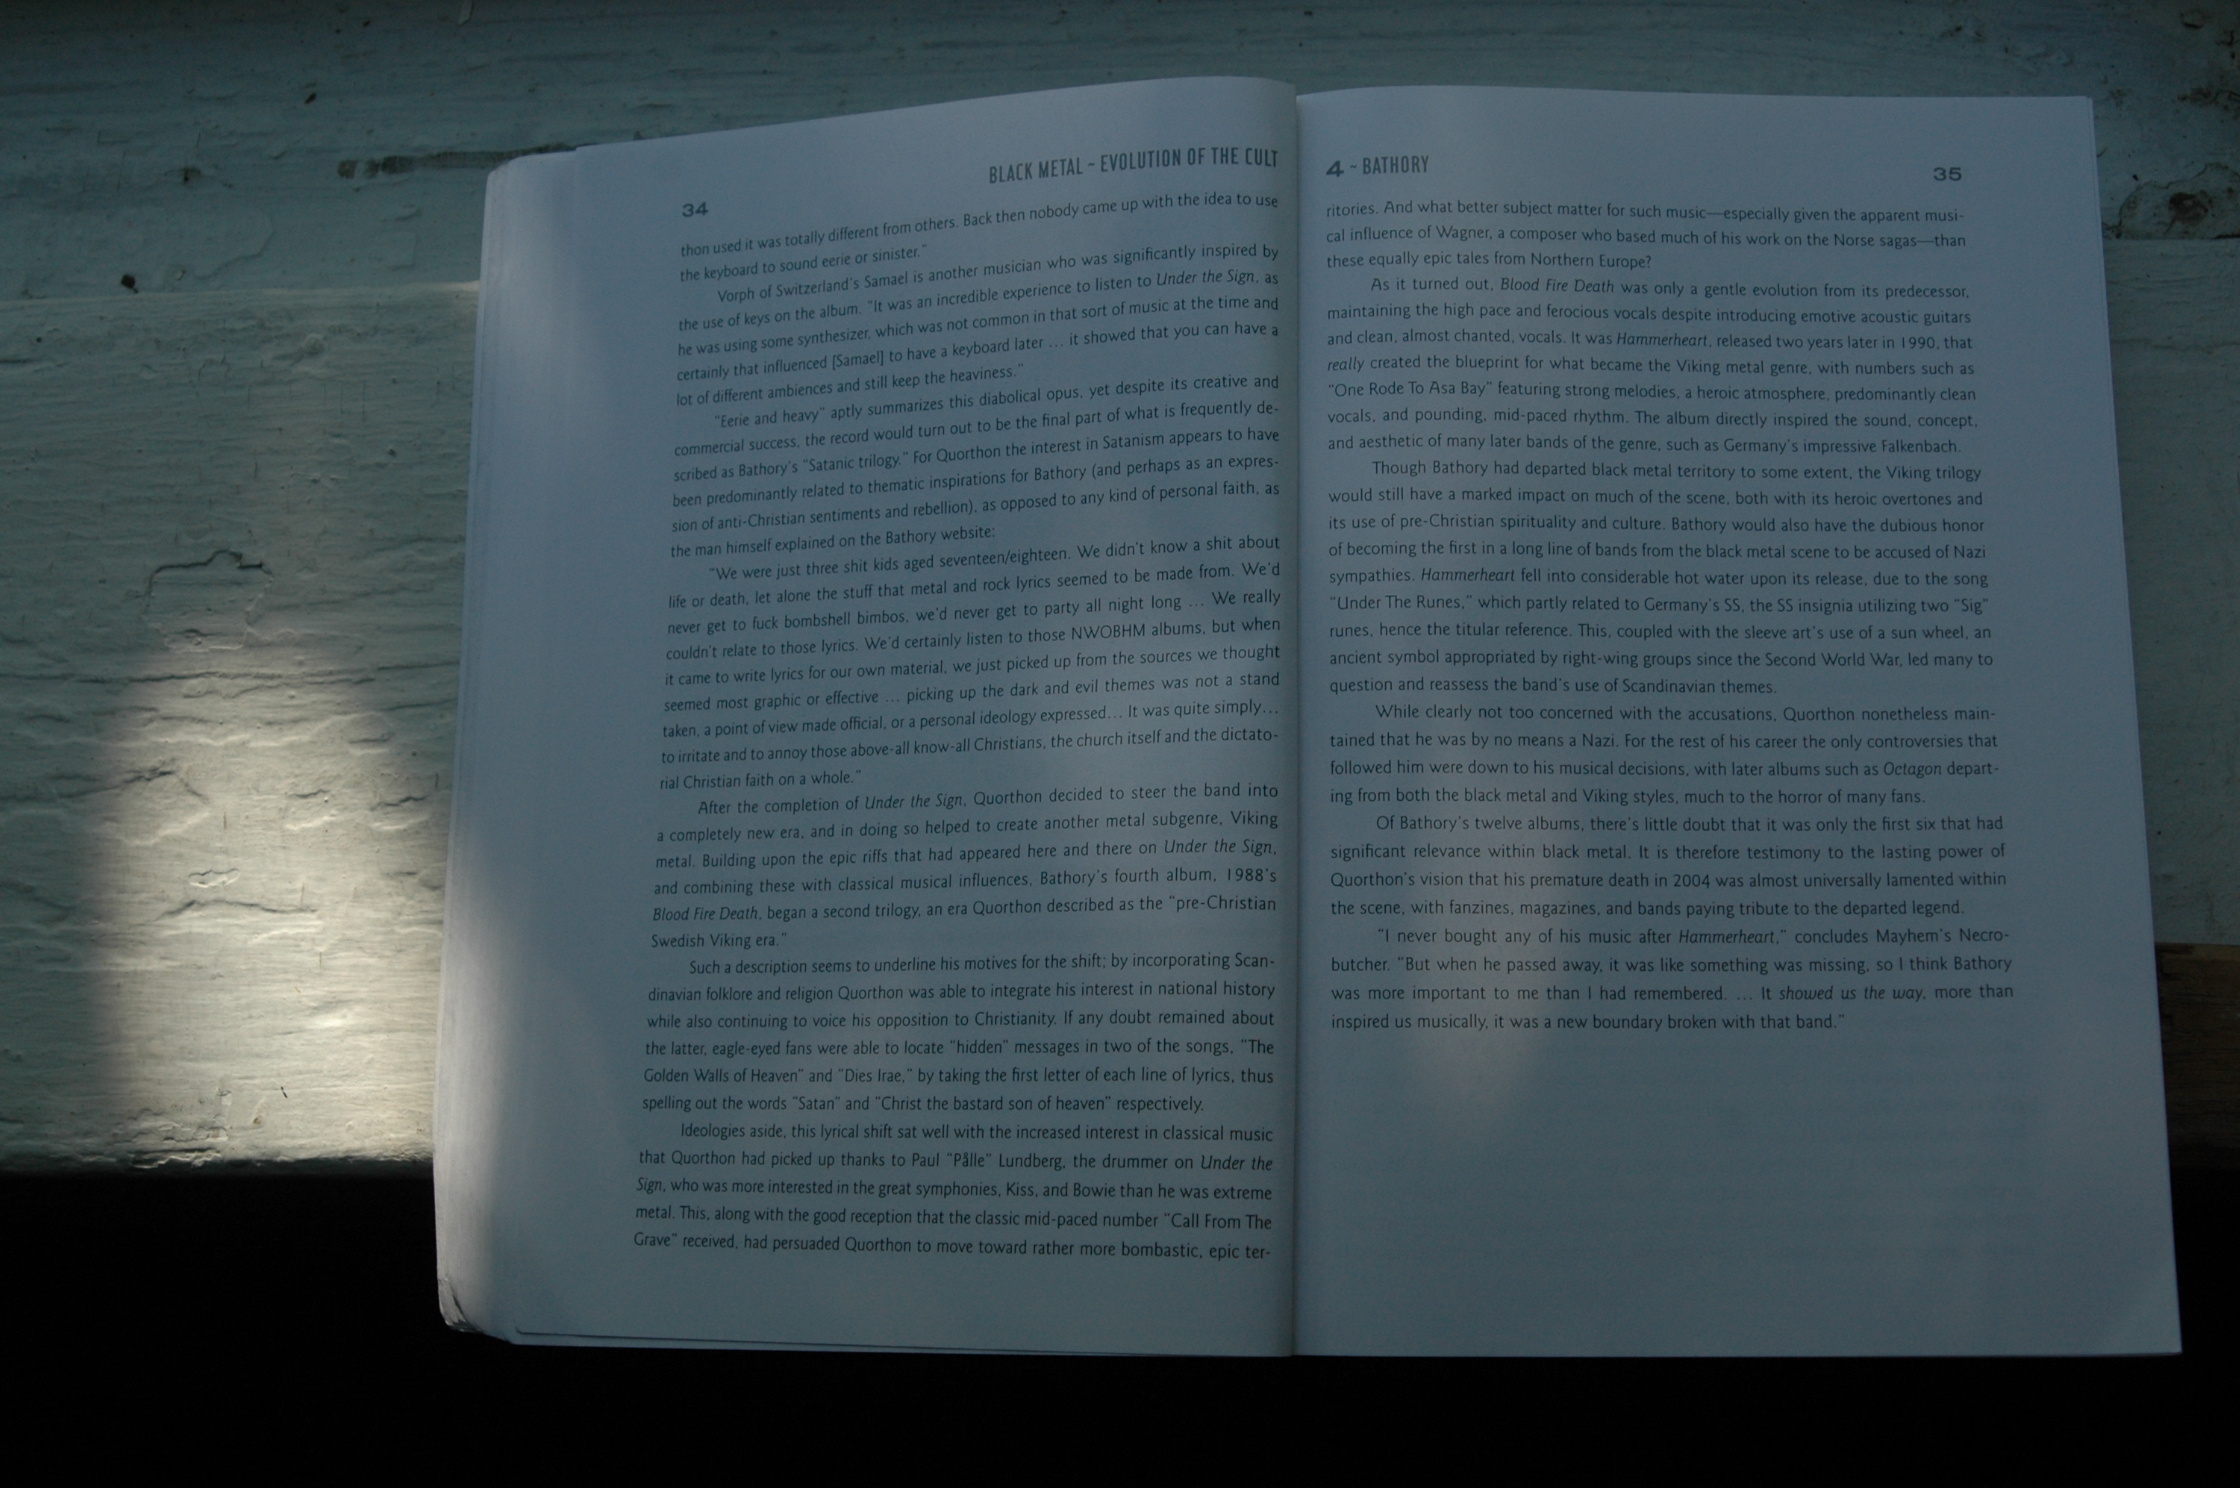 BLACK METAL ~ EVOLUTION OF THE CULT
34
thon used it was totally different from others. Back then nobody came up with the idea to use
the keyboard to sound eerie or sinister."
Vorph of Switzerland's Samael is another musician who was significantly inspired by
the use of keys on the album. "It was an incredible experience to listen to Under the Sign, as
he was using some synthesizer, which was not common in that sort of music at the time and
certainly that influenced [Samael] to have a keyboard later ... it showed that you can have a
lot of different ambiences and still keep the heaviness."
"Eerie and heavy" aptly summarizes this diabolical opus, yet despite its creative and
commercial success, the record would turn out to be the final part of what is frequently de-
scribed as Bathory's "Satanic trilogy." For Quorthon the interest in Satanism appears to have
been predominantly related to thematic inspirations for Bathory (and perhaps as an expres-
sion of anti-Christian sentiments and rebellion), as opposed to any kind of personal faith, as
the man himself explained on the Bathory website:
"We were just three shit kids aged seventeen/eighteen. We didn't know a shit about
life or death, let alone the stuff that metal and rock lyrics seemed to be made from. We'd
never get to fuck bombshell bimbos, we'd never get to party all night long ... We really
couldn't relate to those lyrics. We'd certainly listen to those NWOBHM albums, but when
it came to write lyrics for our own material, we just picked up from the sources we thought
seemed most graphic or effective ... picking up the dark and evil themes was not a stand
taken, a point of view made official, or a personal ideology expressed... It was quite simply...
to irritate and to annoy those above-all know-all Christians, the church itself and the dictato-
rial Christian faith on a whole."
After the completion of Under the Sign, Quorthon decided to steer the band into
a completely new era, and in doing so helped to create another metal subgenre, Viking
metal. Building upon the epic riffs that had appeared here and there on Under the Sign,
and combining these with classical musical influences, Bathory's fourth album, 1988's
Blood Fire Death, began a second trilogy, an era Quorthon described as the "pre-Christian
Swedish Viking era."
Such a description seems to underline his motives for the shift; by incorporating Scan-
dinavian folklore and religion Quorthon was able to integrate his interest in national history
while also continuing to voice his opposition to Christianity. If any doubt remained about
the latter, eagle-eyed fans were able to locate "hidden" messages in two of the songs, "The
Golden Walls of Heaven" and "Dies Irae," by taking the first letter of each line of lyrics, thus
spelling out the words "Satan" and "Christ the bastard son of heaven" respectively.
Ideologies aside, this lyrical shift sat well with the increased interest in classical music
that Quorthon had picked up thanks to Paul "Pålle" Lundberg, the drummer on Under the
Sign, who was more interested in the great symphonies, Kiss, and Bowie than he was extreme
metal. This, along with the good reception that the classic mid-paced number "Call From The
Grave" received, had persuaded Quorthon to move toward rather more bombastic, epic ter-
4 ~ BATHORY
35
ritories. And what better subject matter for such music—especially given the apparent musi-
cal influence of Wagner, a composer who based much of his work on the Norse sagas—than
these equally epic tales from Northern Europe?
As it turned out, Blood Fire Death was only a gentle evolution from its predecessor,
maintaining the high pace and ferocious vocals despite introducing emotive acoustic guitars
and clean, almost chanted, vocals. It was Hammerheart, released two years later in 1990, that
really created the blueprint for what became the Viking metal genre, with numbers such as
"One Rode To Asa Bay" featuring strong melodies, a heroic atmosphere, predominantly clean
vocals, and pounding, mid-paced rhythm. The album directly inspired the sound, concept,
and aesthetic of many later bands of the genre, such as Germany's impressive Falkenbach.
Though Bathory had departed black metal territory to some extent, the Viking trilogy
would still have a marked impact on much of the scene, both with its heroic overtones and
its use of pre-Christian spirituality and culture. Bathory would also have the dubious honor
of becoming the first in a long line of bands from the black metal scene to be accused of Nazi
sympathies. Hammerheart fell into considerable hot water upon its release, due to the song
"Under The Runes," which partly related to Germany's SS, the SS insignia utilizing two "Sig"
runes, hence the titular reference. This, coupled with the sleeve art's use of a sun wheel, an
ancient symbol appropriated by right-wing groups since the Second World War, led many to
question and reassess the band's use of Scandinavian themes.
While clearly not too concerned with the accusations, Quorthon nonetheless main-
tained that he was by no means a Nazi. For the rest of his career the only controversies that
followed him were down to his musical decisions, with later albums such as Octagon depart-
ing from both the black metal and Viking styles, much to the horror of many fans.
Of Bathory's twelve albums, there's little doubt that it was only the first six that had
significant relevance within black metal. It is therefore testimony to the lasting power of
Quorthon's vision that his premature death in 2004 was almost universally lamented within
the scene, with fanzines, magazines, and bands paying tribute to the departed legend.
"I never bought any of his music after Hammerheart," concludes Mayhem's Necro-
butcher. "But when he passed away, it was like something was missing, so I think Bathory
was more important to me than I had remembered. ... It showed us the way, more than
inspired us musically, it was a new boundary broken with that band."